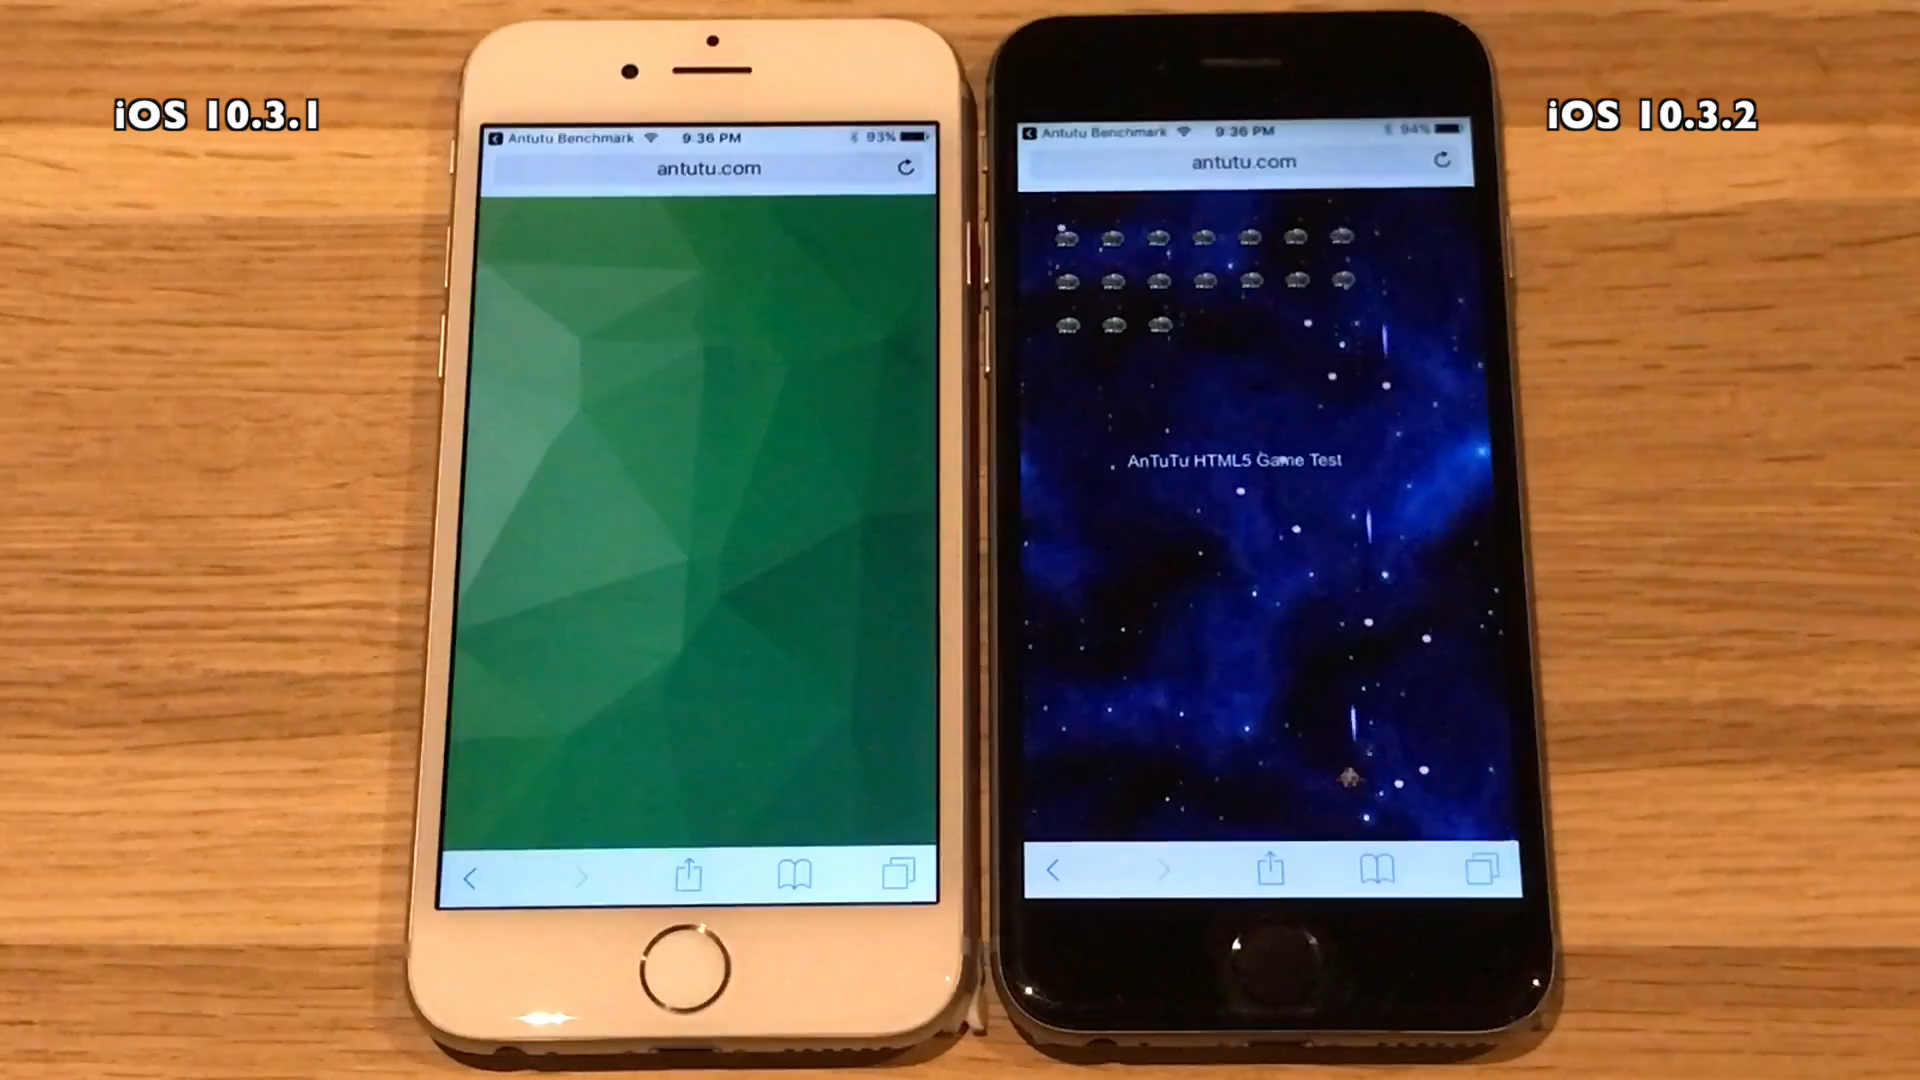 iOS 10.3.1
iOS 10.3.2
Antutu Benchmark 9:36 PM 93%
antutu.com
Antutu Benchmark 9:36 PM 94%
antutu.com
AnTuTu HTML5 Game Test